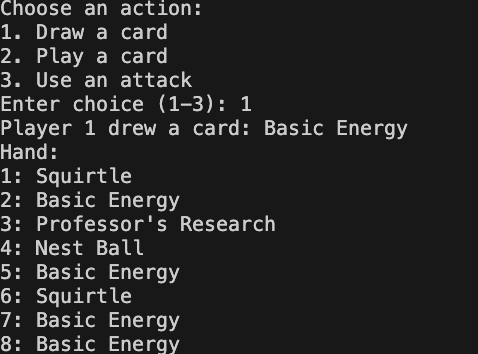 Choose an action:
1. Draw a card
2. Play a card
3. Use an attack
Enter choice (1-3): 1
Player 1 drew a card: Basic Energy
Hand:
1: Squirtle
2: Basic Energy
3: Professor's Research
4: Nest Ball
5: Basic Energy
6: Squirtle
7: Basic Energy
8: Basic Energy